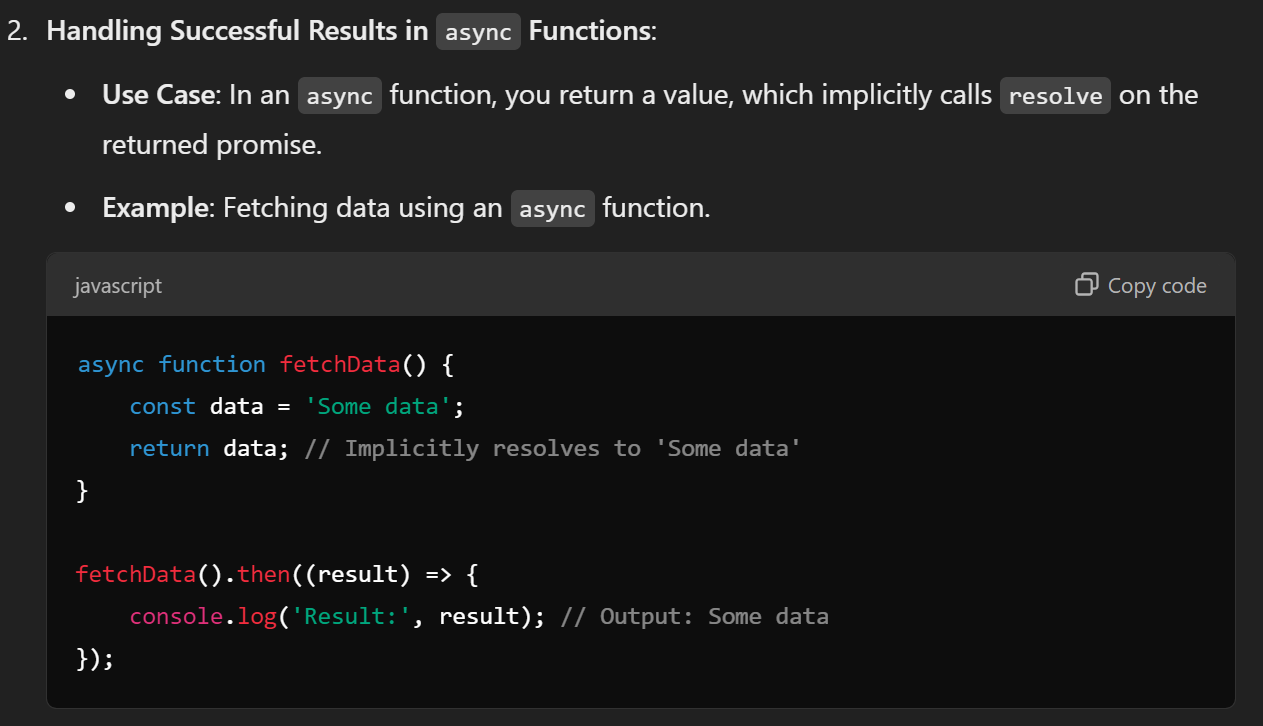 2. Handling Successful Results in async Functions:
• Use Case: In an async function, you return a value, which implicitly calls resolve on the
returned promise.
• Example: Fetching data using an async function.
javascript Copy code
async function fetchData() {
    const data = 'Some data';
    return data; // Implicitly resolves to 'Some data'
}
fetchData().then((result) => {
    console.log('Result:', result); // Output: Some data
});